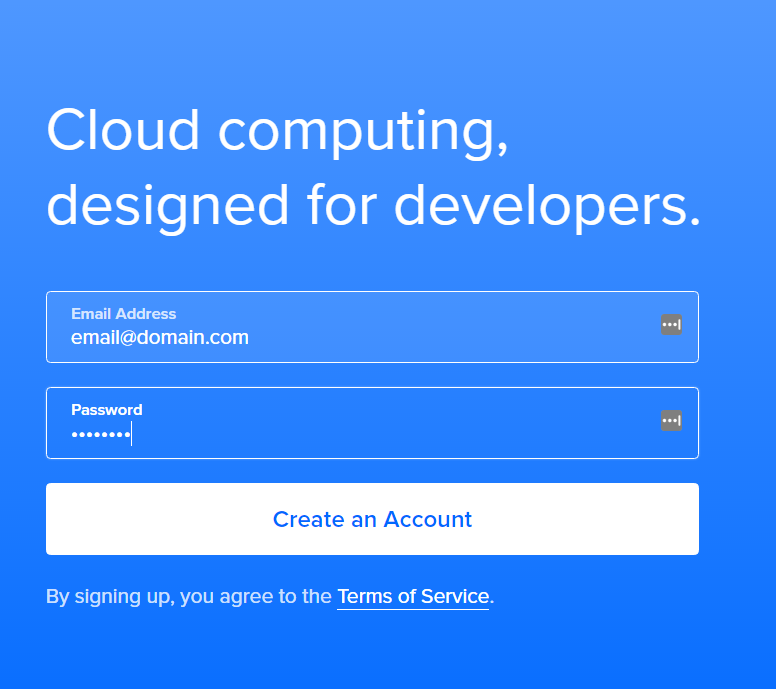 Cloud computing,
designed for developers.
Email Address
email@domain.com
Password
••••••••
Create an Account
By signing up, you agree to the Terms of Service.